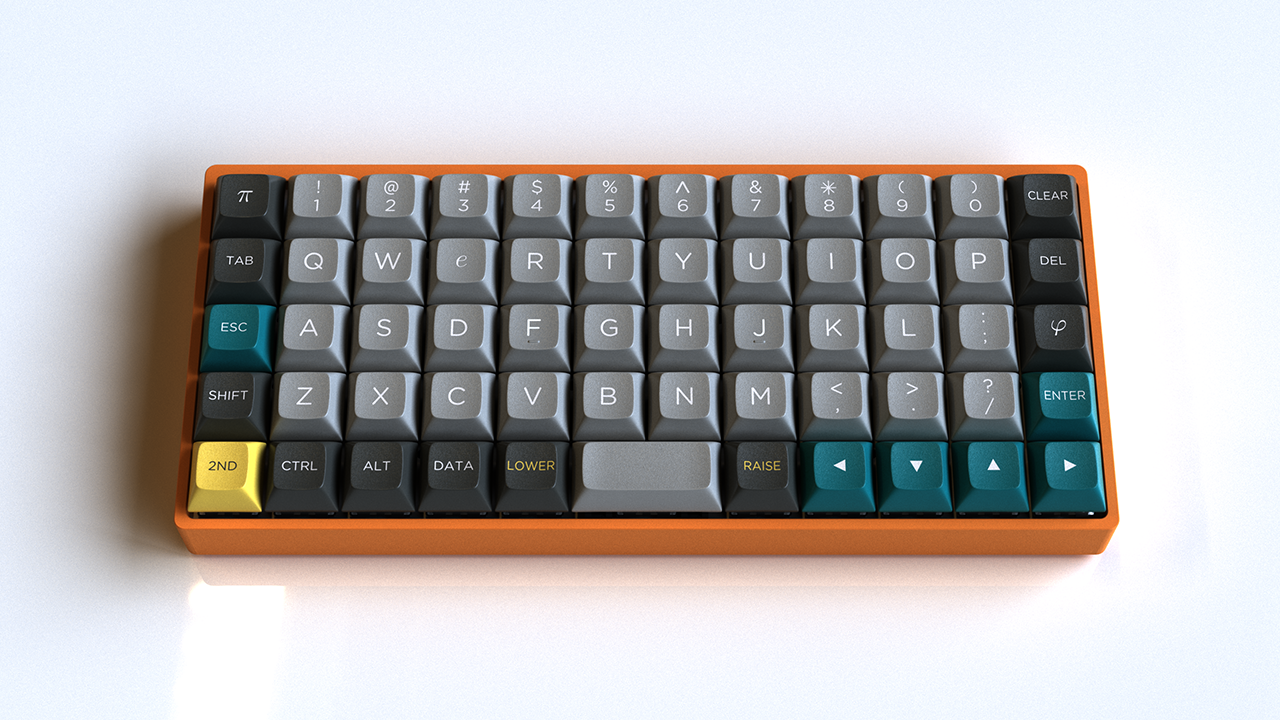 π ! @ # $ % ^ & * ( ) CLEAR
1 2 3 4 5 6 7 8 9 0
TAB Q W e R T Y U I O P DEL
ESC A S D F G H J K L : ; φ
SHIFT Z X C V B N M < , > . ? / ENTER
2ND CTRL ALT DATA LOWER RAISE ◀ ▼ ▲ ▶